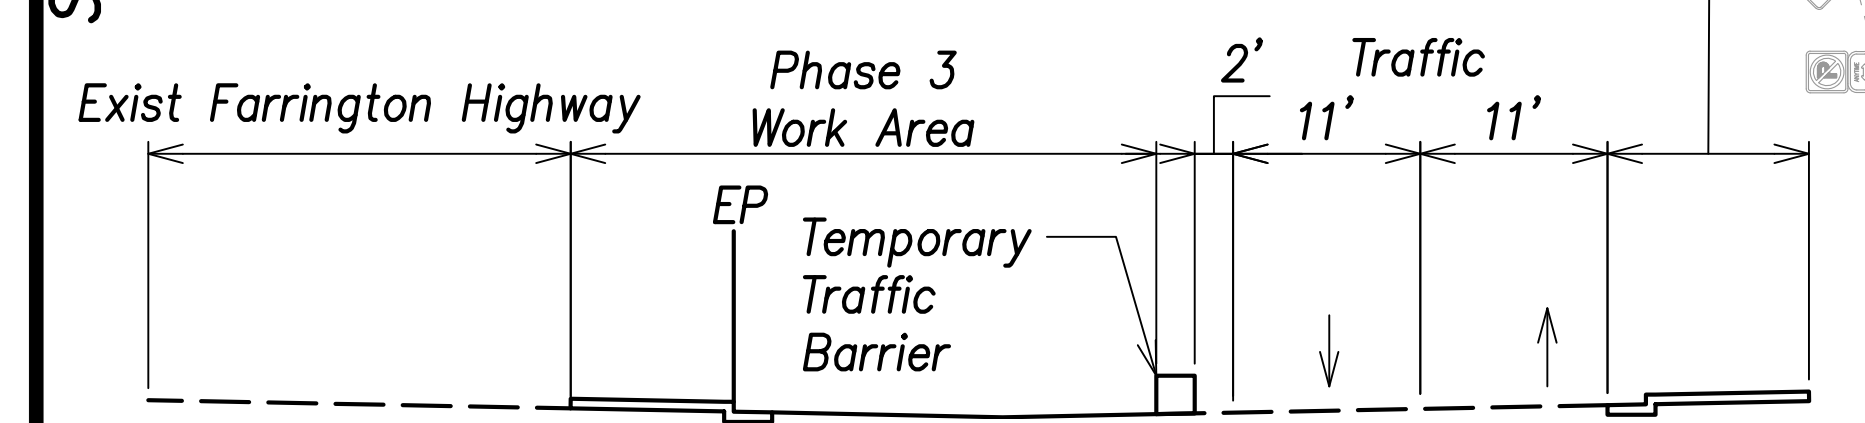 Exist Farrington Highway
Phase 3
Work Area
2'
Traffic
11'
11'
EP
Temporary
Traffic
Barrier